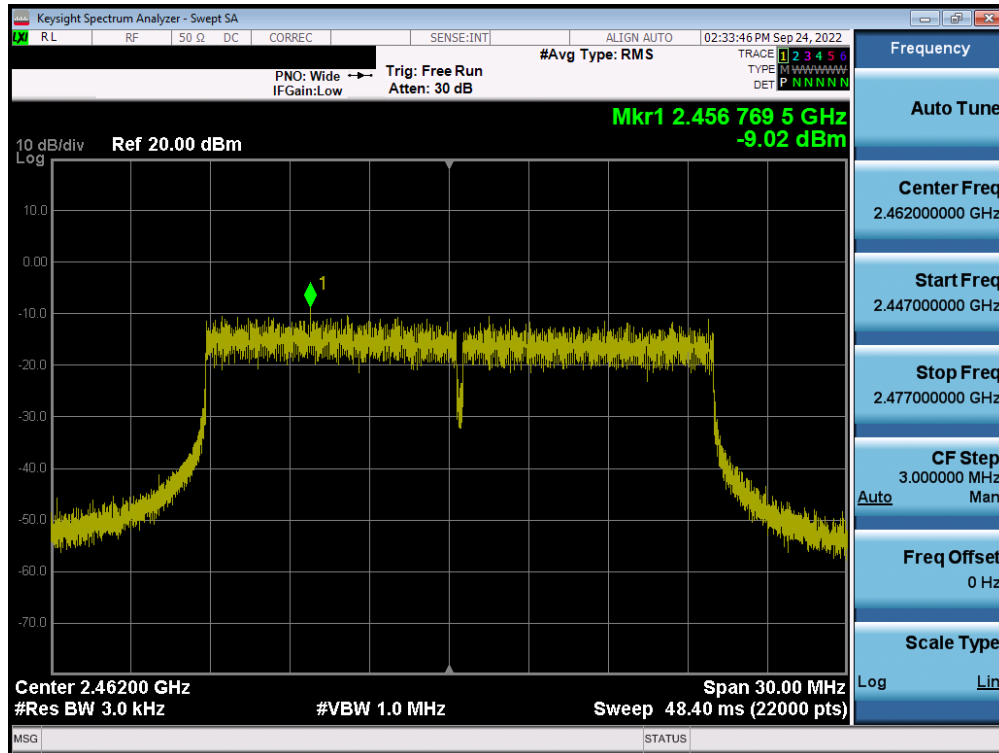 Keysight Spectrum Analyzer - Swept SA
LXI RL RF 50 Ω DC CORREC SENSE:INT ALIGN AUTO 02:33:46 PM Sep 24, 2022
PNO: Wide Trig: Free Run #Avg Type: RMS TRACE 1 2 3 4 5 6
IFGain:Low Atten: 30 dB TYPE M WWWWW
DET P N N N N N
Mkr1 2.456 769 5 GHz
-9.02 dBm
10 dB/div Ref 20.00 dBm
Log
10.0
0.00
1
-10.0
-20.0
-30.0
-40.0
-50.0
-60.0
-70.0
Center 2.46200 GHz Span 30.00 MHz
#Res BW 3.0 kHz #VBW 1.0 MHz Sweep 48.40 ms (22000 pts)
MSG STATUS
Frequency
Auto Tune
Center Freq
2.462000000 GHz
Start Freq
2.447000000 GHz
Stop Freq
2.477000000 GHz
CF Step
3.000000 MHz
Auto Man
Freq Offset
0 Hz
Scale Type
Log Lin